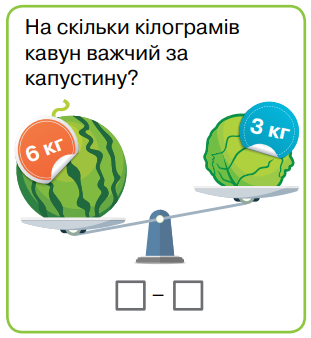 На скільки кілограмів
кавун важчий за
капустину?
6 кг
3 кг
–